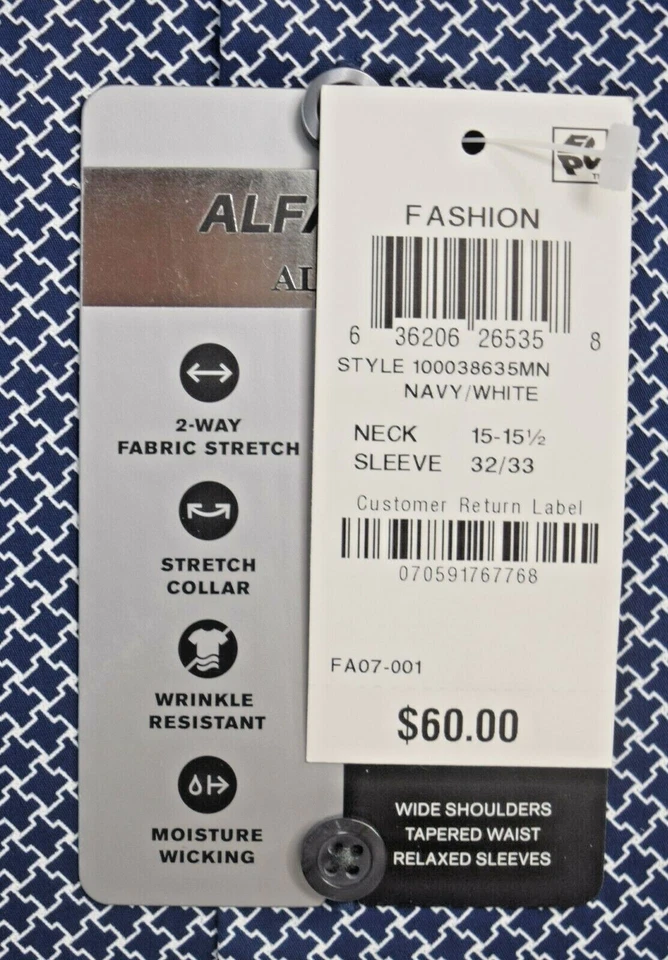 FASHION
6 36206 26535 8
STYLE 100038635MN
NAVY/WHITE
NECK 15-15½
SLEEVE 32/33
Customer Return Label
070591767768
FA07-001
$60.00
2-WAY
FABRIC STRETCH
STRETCH
COLLAR
WRINKLE
RESISTANT
MOISTURE
WICKING
WIDE SHOULDERS
TAPERED WAIST
RELAXED SLEEVES